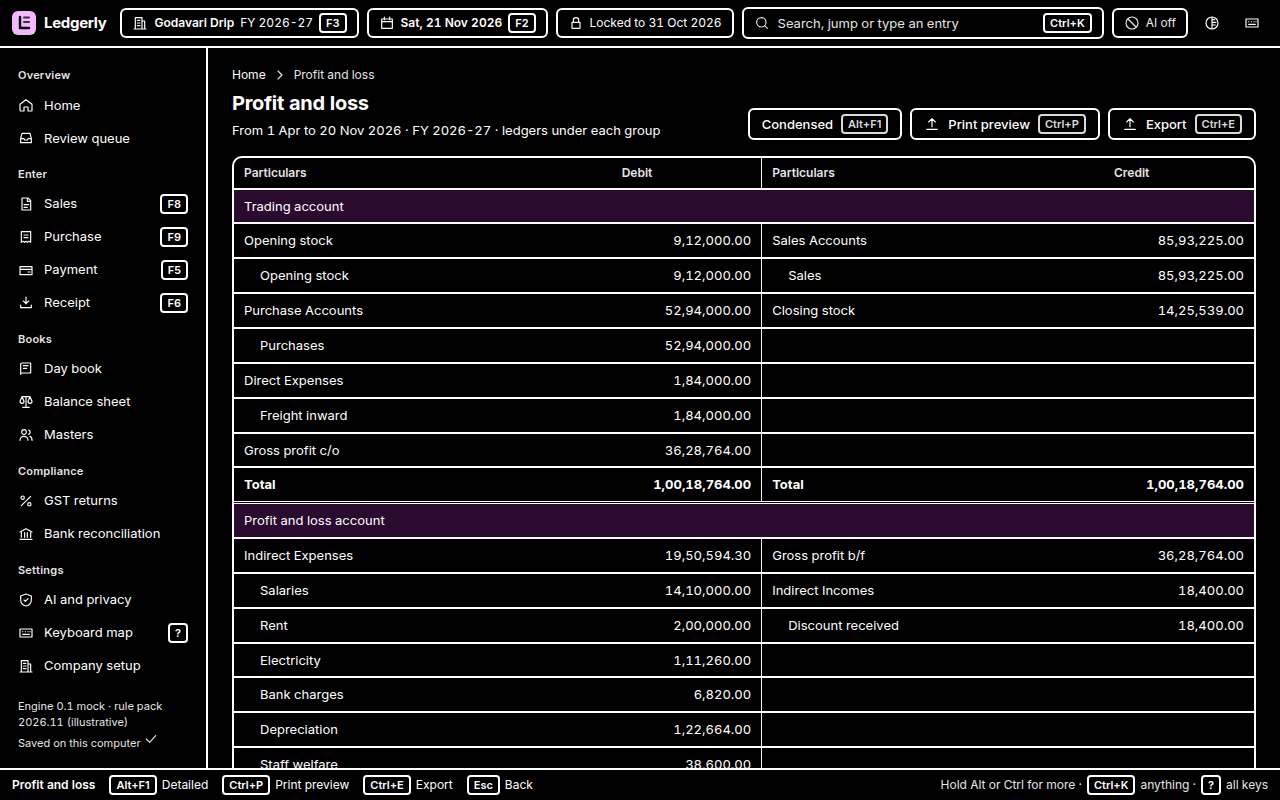 Ledgerly
Godavari Drip FY 2026-27 F3
Sat, 21 Nov 2026 F2
Locked to 31 Oct 2026
Search, jump or type an entry Ctrl+K
AI off
Overview
Home
Review queue
Enter
Sales F8
Purchase F9
Payment F5
Receipt F6
Books
Day book
Balance sheet
Masters
Compliance
GST returns
Bank reconciliation
Settings
AI and privacy
Keyboard map ?
Company setup
Engine 0.1 mock · rule pack
2026.11 (illustrative)
Saved on this computer
Home Profit and loss
Profit and loss
From 1 Apr to 20 Nov 2026 · FY 2026-27 · ledgers under each group
Condensed Alt+F1
Print preview Ctrl+P
Export Ctrl+E
Particulars Debit Particulars Credit
Trading account
Opening stock 9,12,000.00 Sales Accounts 85,93,225.00
Opening stock 9,12,000.00 Sales 85,93,225.00
Purchase Accounts 52,94,000.00 Closing stock 14,25,539.00
Purchases 52,94,000.00
Direct Expenses 1,84,000.00
Freight inward 1,84,000.00
Gross profit c/o 36,28,764.00
Total 1,00,18,764.00 Total 1,00,18,764.00
Profit and loss account
Indirect Expenses 19,50,594.30 Gross profit b/f 36,28,764.00
Salaries 14,10,000.00 Indirect Incomes 18,400.00
Rent 2,00,000.00 Discount received 18,400.00
Electricity 1,11,260.00
Bank charges 6,820.00
Depreciation 1,22,664.00
Staff welfare 38,600.00
Profit and loss Alt+F1 Detailed Ctrl+P Print preview Ctrl+E Export Esc Back
Hold Alt or Ctrl for more · Ctrl+K anything · ? all keys